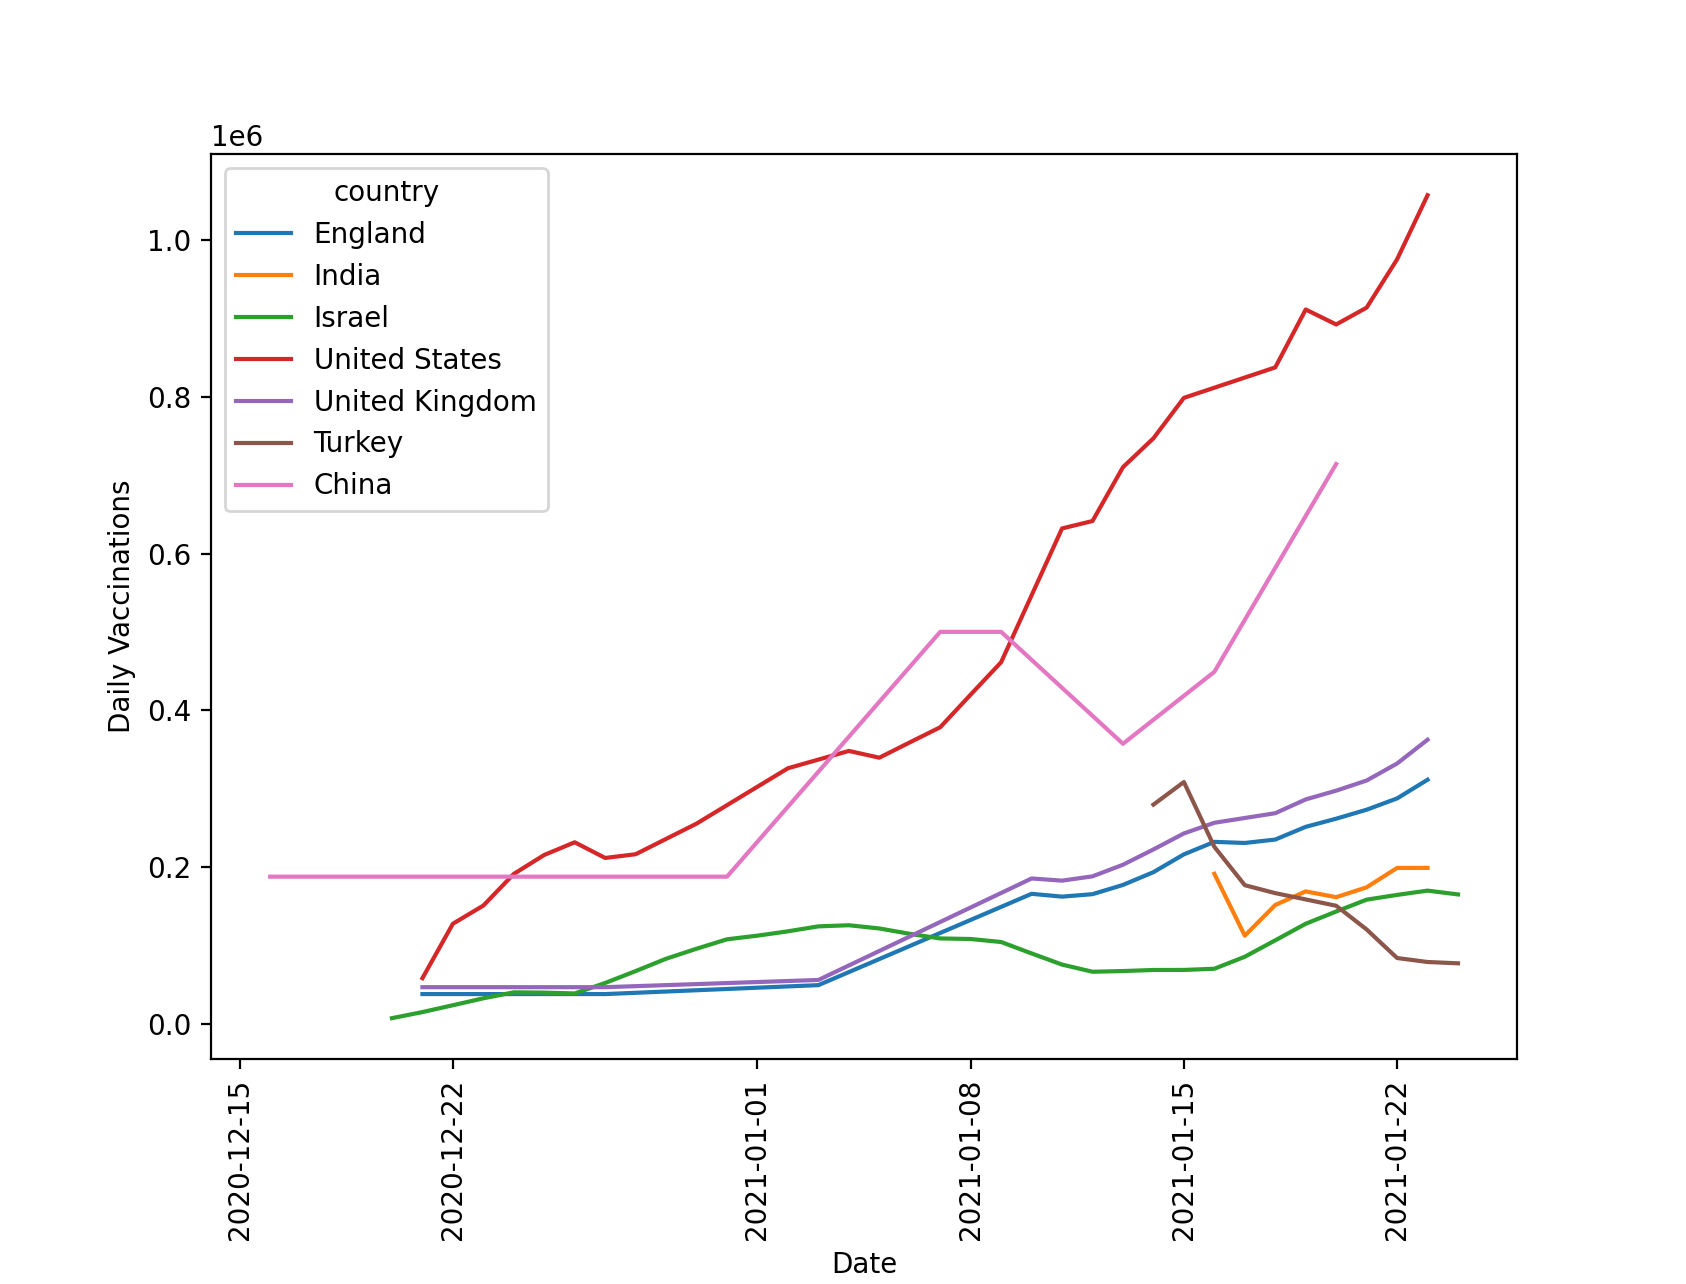 1e6
country
England
India
Israel
United States
United Kingdom
Turkey
China
1.0
0.8
0.6
0.4
0.2
0.0
Daily Vaccinations
2020-12-15
2020-12-22
2021-01-01
2021-01-08
2021-01-15
2021-01-22
Date